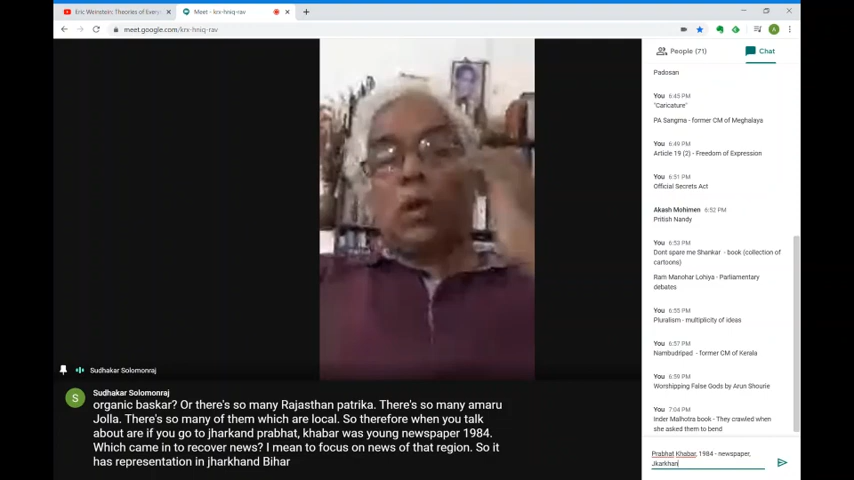 Eric Weinstein: Theories of Every
Meet - knr-hniq-rav
meet.google.com/knr-hniq-rav
People (71)
Chat
Padosan
You 6:45 PM
"Caricature"
PA Sangma - former CM of Meghalaya
You 6:49 PM
Article 19 (2) - Freedom of Expression
You 6:51 PM
Official Secrets Act
Akash Mohimen 6:52 PM
Pritish Nandy
You 6:53 PM
Dont spare me Shankar - book (collection of
cartoons)
Ram Manohar Lohiya - Parliamentary
debates
You 6:55 PM
Pluralism - multiplicity of ideas
You 6:57 PM
Nambudripad - former CM of Kerala
You 6:59 PM
Worshipping False Gods by Arun Shourie
You 7:04 PM
Inder Malhotra book - They crawled when
she asked them to bend
Prabhat Khabar, 1984 - newspaper,
Jkarkhan
Sudhakar Solomonraj
S
Sudhakar Solomonraj
organic baskar? Or there's so many Rajasthan patrika. There's so many amaru
Jolla. There's so many of them which are local. So therefore when you talk
about are if you go to jharkand prabhat, khabar was young newspaper 1984.
Which came in to recover news? I mean to focus on news of that region. So it
has representation in jharkhand Bihar